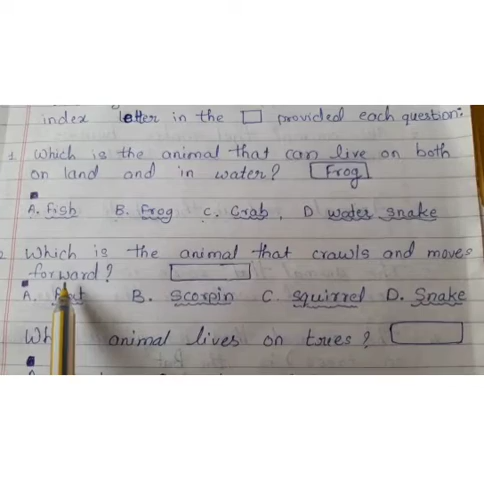 index letter in the □ provided each question:
1 Which is the animal that can live on both
on land and in water? Frog
A. Fish B. Frog C. Crab, D water snake
2. Which is the animal that crawls and moves
forward?
A. B. Scorpin C. squirrel D. Snake
animal lives on trues?